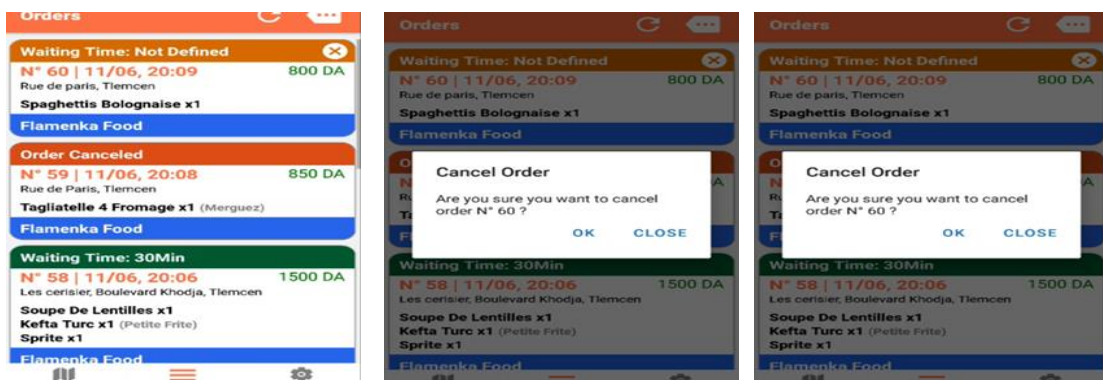 Orders
Waiting Time: Not Defined
N° 60 | 11/06, 20:09 800 DA
Rue de paris, Tlemcen
Spaghettis Bolognaise x1
Flamenka Food
Order Canceled
N° 59 | 11/06, 20:08 850 DA
Rue de Paris, Tlemcen
Tagliatelle 4 Fromage x1 (Merguez)
Flamenka Food
Waiting Time: 30Min
N° 58 | 11/06, 20:06 1500 DA
Les cerisier, Boulevard Khodja, Tlemcen
Soupe De Lentilles x1
Kefta Turc x1 (Petite Frite)
Sprite x1
Flamenka Food
Orders
Waiting Time: Not Defined
N° 60 | 11/06, 20:09 800 DA
Rue de paris, Tlemcen
Spaghettis Bolognaise x1
Flamenka Food
Cancel Order
Are you sure you want to cancel
order N° 60 ?
OK CLOSE
Waiting Time: 30Min
N° 58 | 11/06, 20:06 1500 DA
Les cerisier, Boulevard Khodja, Tlemcen
Soupe De Lentilles x1
Kefta Turc x1 (Petite Frite)
Sprite x1
Flamenka Food
Orders
Waiting Time: Not Defined
N° 60 | 11/06, 20:09 800 DA
Rue de paris, Tlemcen
Spaghettis Bolognaise x1
Flamenka Food
Cancel Order
Are you sure you want to cancel
order N° 60 ?
OK CLOSE
Waiting Time: 30Min
N° 58 | 11/06, 20:06 1500 DA
Les cerisier, Boulevard Khodja, Tlemcen
Soupe De Lentilles x1
Kefta Turc x1 (Petite Frite)
Sprite x1
Flamenka Food